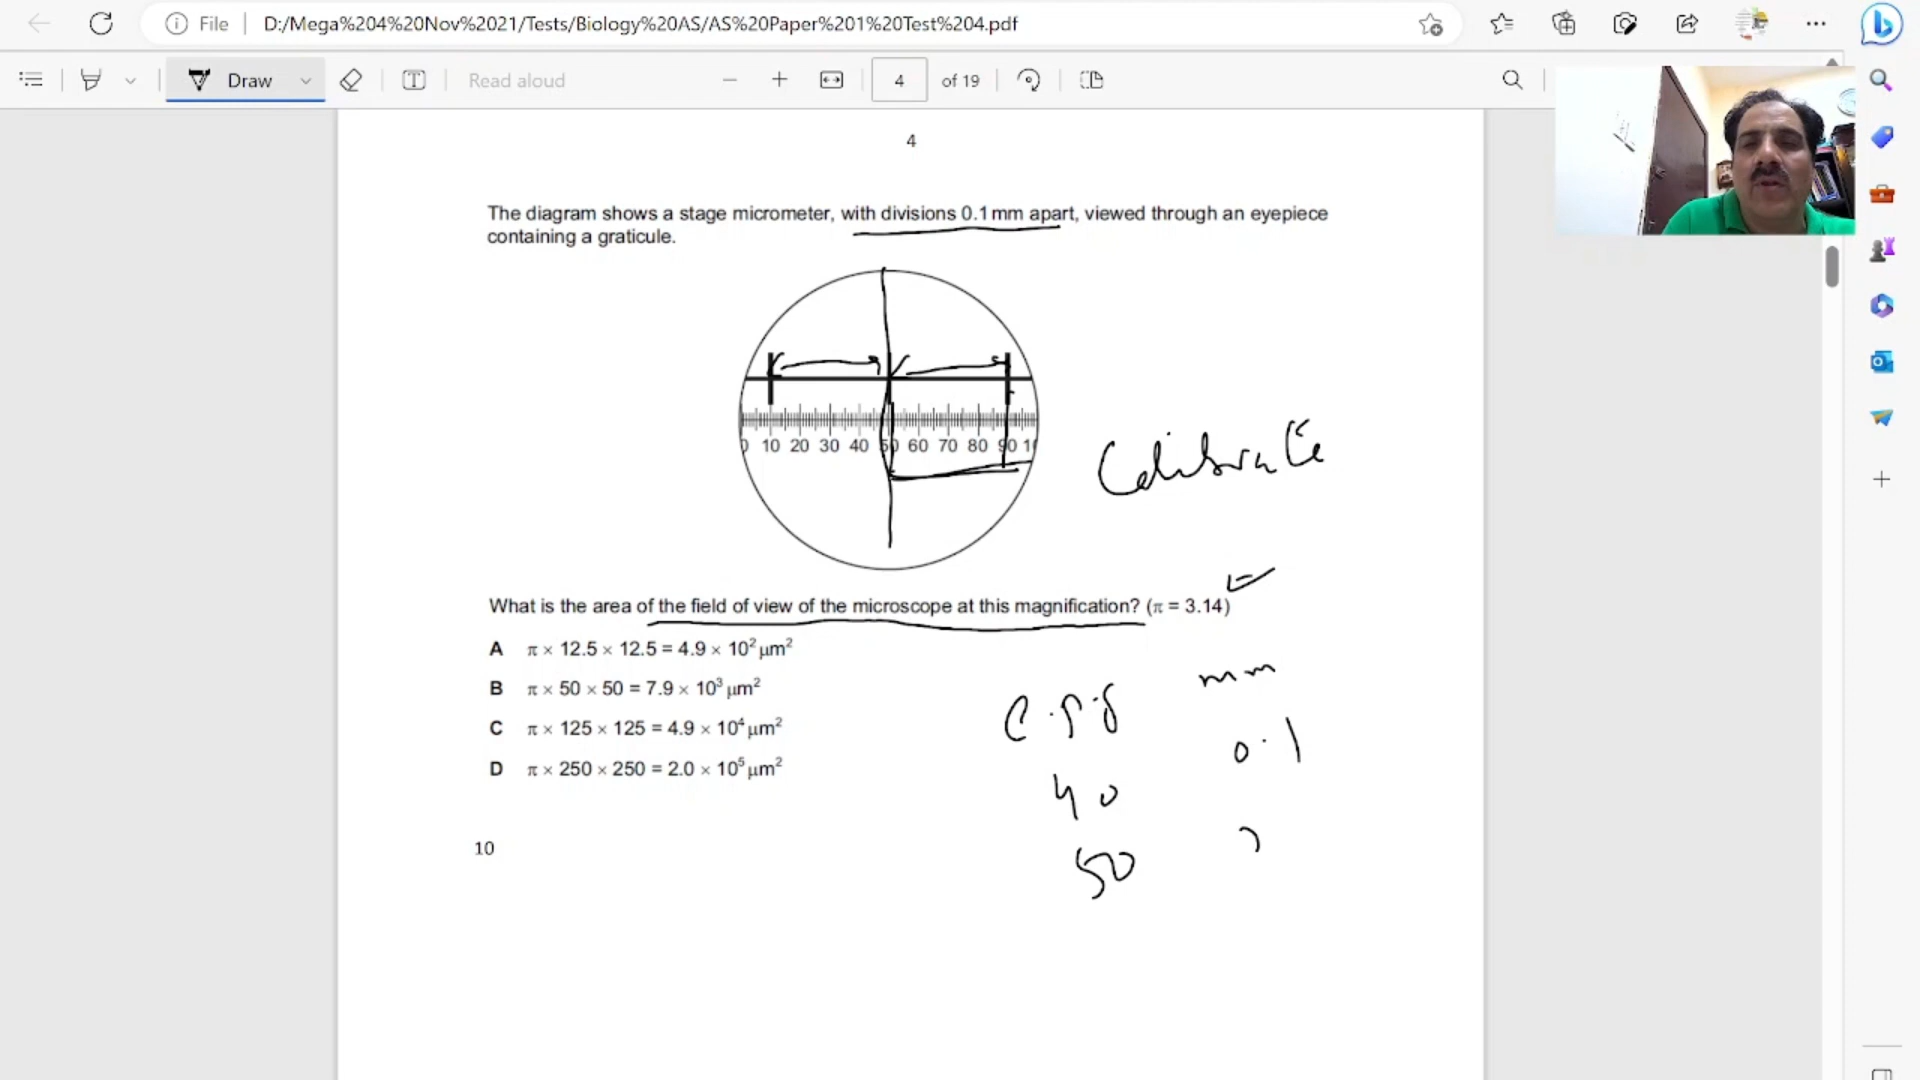 File
D:/Mega%204%20Nov%2021/Tests/Biology%20AS/AS%20Paper%201%20Test%204.pdf
Draw
Read aloud
4
of 19
4
The diagram shows a stage micrometer, with divisions 0.1 mm apart, viewed through an eyepiece
containing a graticule.
0 10 20 30 40 50 60 70 80 90 10
Calibrate
What is the area of the field of view of the microscope at this magnification? (π = 3.14)
A π × 12.5 × 12.5 = 4.9 × 10² μm²
B π × 50 × 50 = 7.9 × 10³ μm²
C π × 125 × 125 = 4.9 × 10⁴ μm²
D π × 250 × 250 = 2.0 × 10⁵ μm²
mm
0.1
40
50
10